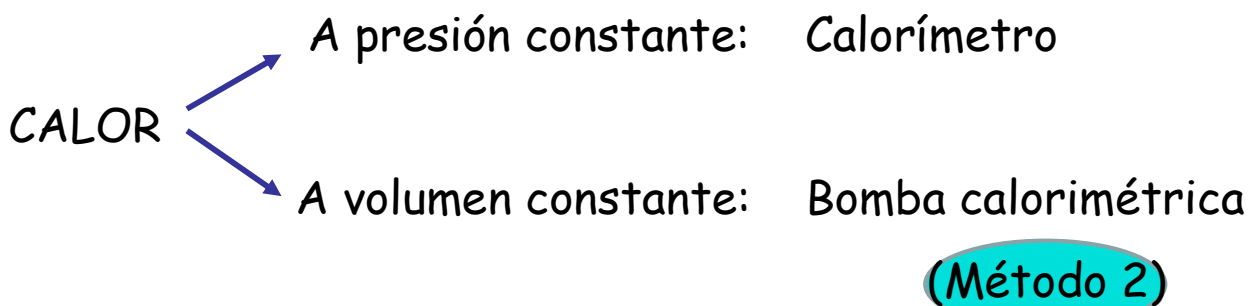 A presión constante: Calorímetro
CALOR
A volumen constante: Bomba calorimétrica
(Método 2)